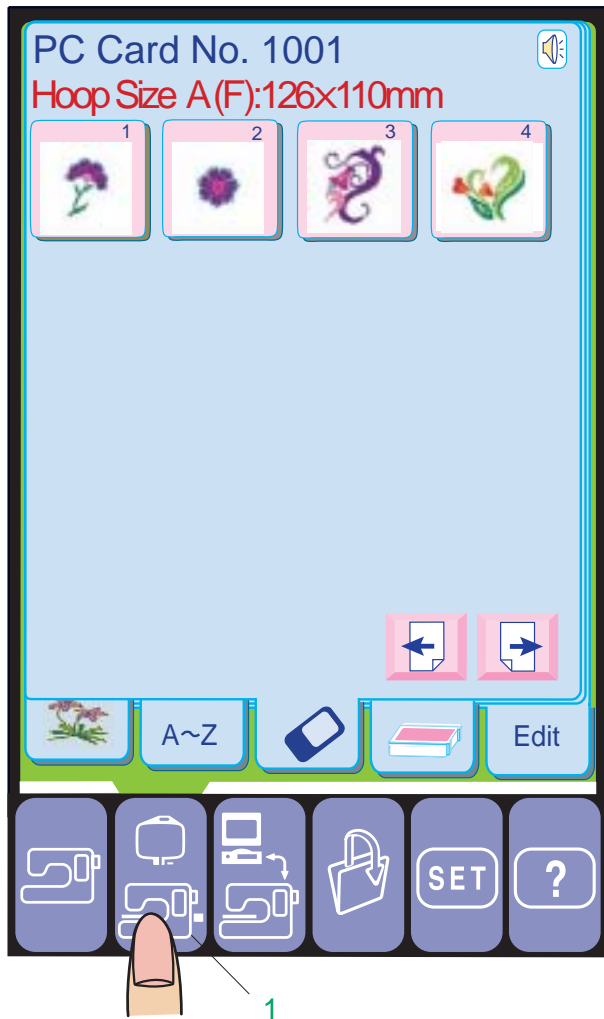 PC Card No. 1001
Hoop Size A(F):126×110mm
1 2 3 4
A~Z Edit
SET ?
1